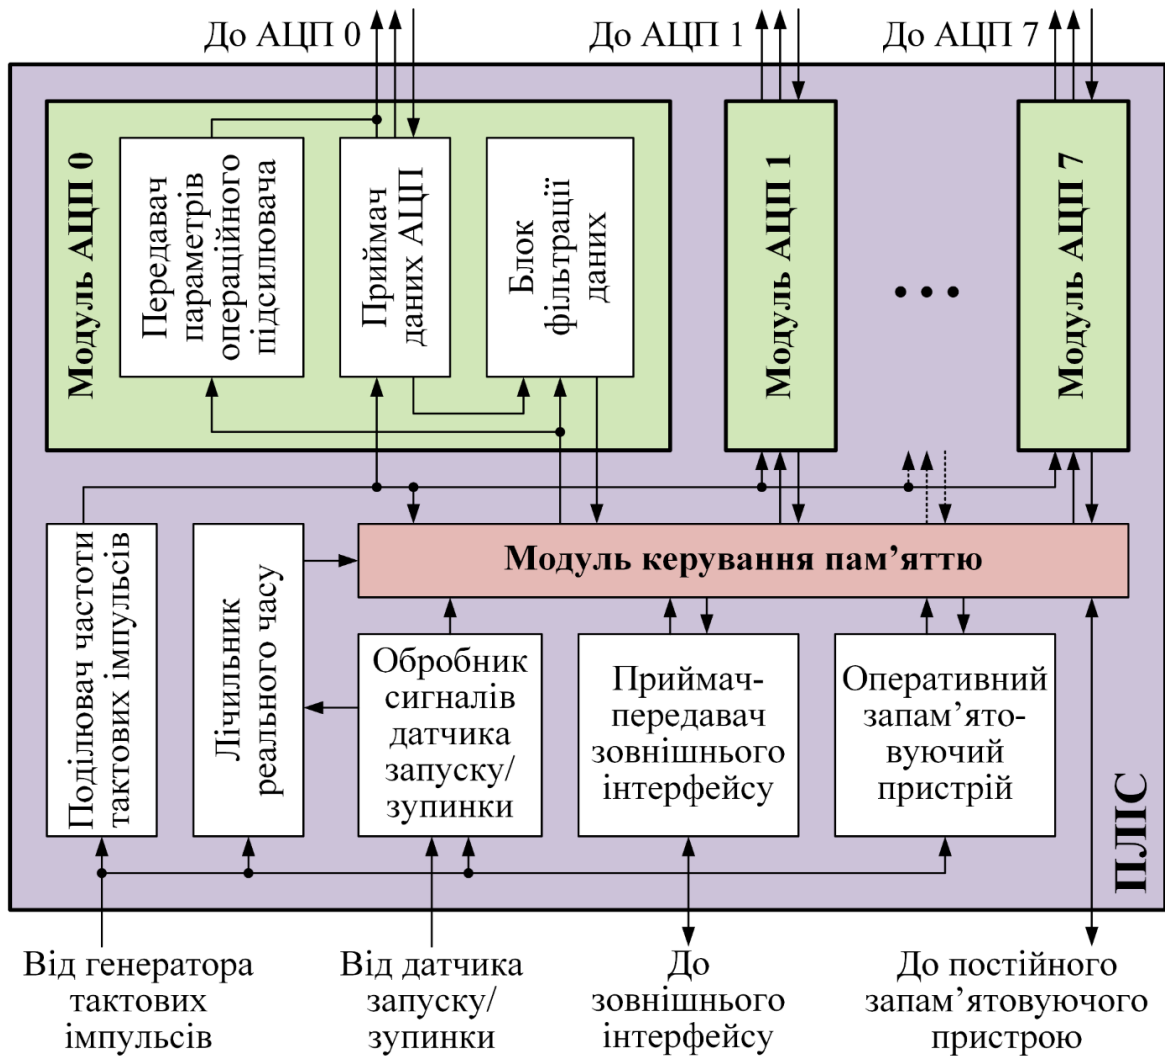 До АЦП 0
До АЦП 1
До АЦП 7
Модуль АЦП 0
Передавач
параметрів
операційного
підсилювача
Приймач
даних АЦП
Блок
фільтрації
даних
Модуль АЦП 1
• • •
Модуль АЦП 7
Поділювач частоти
тактових імпульсів
Лічильник
реального часу
Модуль керування пам’яттю
Обробник
сигналів
датчика
запуску/
зупинки
Приймач-
передавач
зовнішнього
інтерфейсу
Оперативний
запам’ято-
вуючий
пристрій
ПЛІС
Від генератора
тактових
імпульсів
Від датчика
запуску/
зупинки
До
зовнішнього
інтерфейсу
До постійного
запам’ятовуючого
пристрою